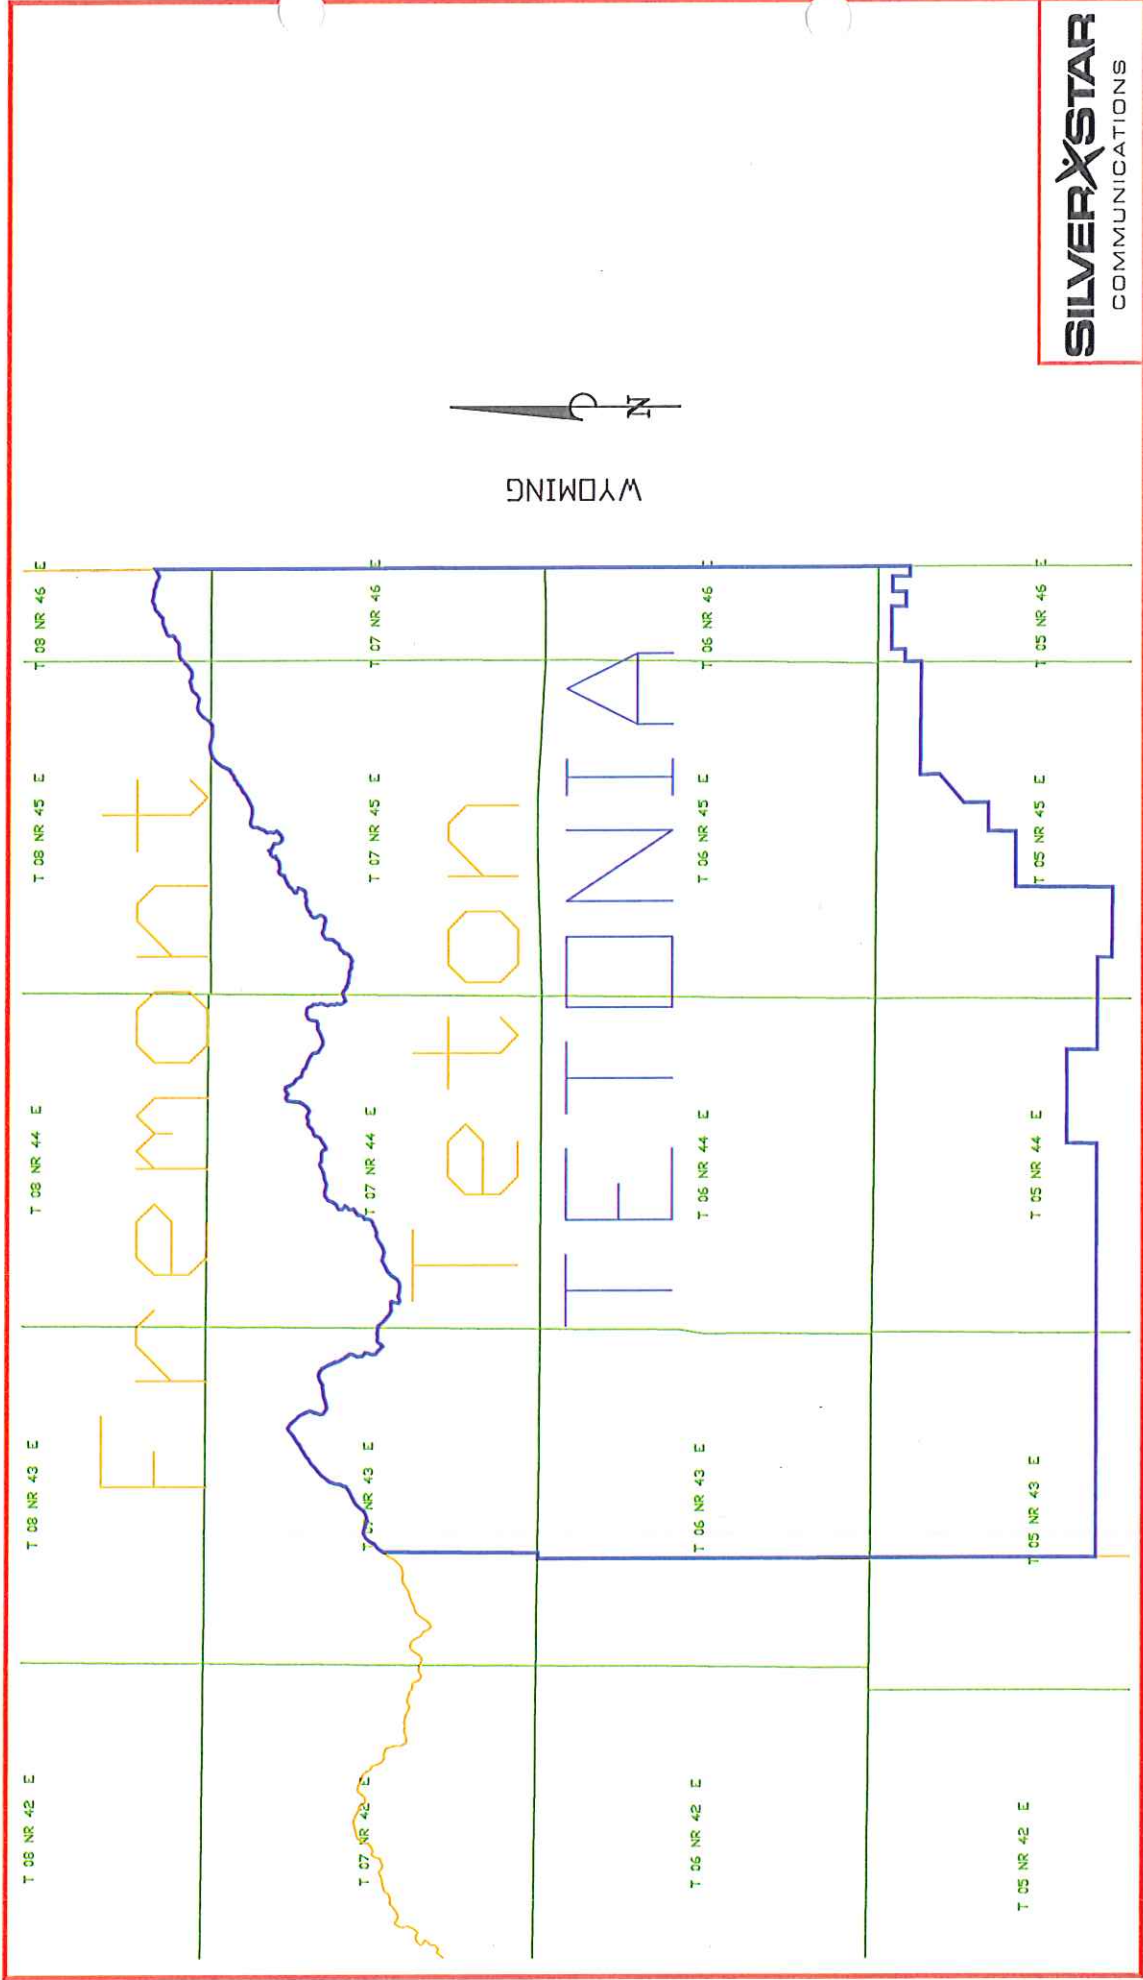 T 08 NR 42 E
T 08 NR 43 E
T 08 NR 44 E
T 08 NR 45 E
T 08 NR 46 E
Fremont
T 07 NR 42 E
T 07 NR 43 E
T 07 NR 44 E
T 07 NR 45 E
T 07 NR 46 E
Teton
TETONIA
WYOMING
N
T 06 NR 42 E
T 06 NR 43 E
T 06 NR 44 E
T 06 NR 45 E
T 06 NR 46 E
T 05 NR 42 E
T 05 NR 43 E
T 05 NR 44 E
T 05 NR 45 E
T 05 NR 46 E
SILVER STAR
COMMUNICATIONS